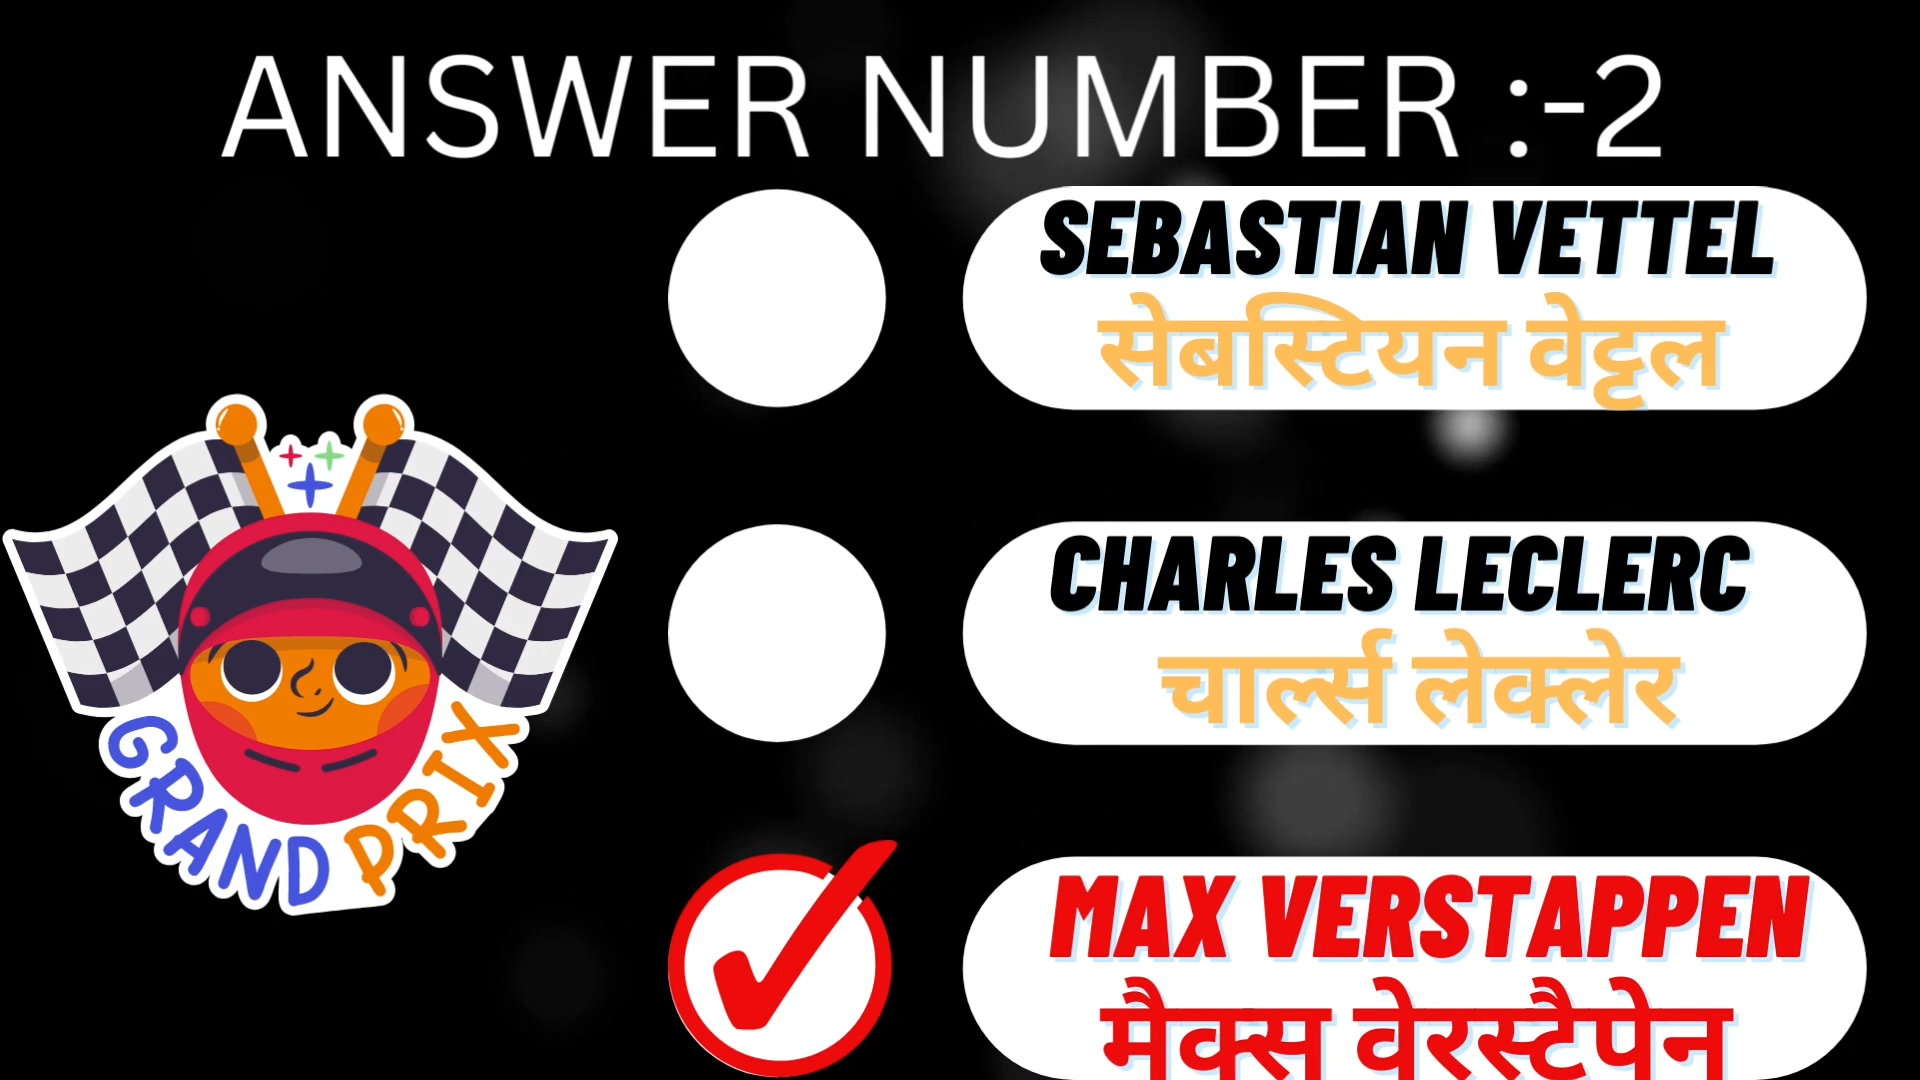 ANSWER NUMBER :-2
SEBASTIAN VETTEL
सेबस्टियन वेट्टल
CHARLES LECLERC
चार्ल्स लेक्लेर
MAX VERSTAPPEN
मैक्स वेरस्टैपेन
GRAND PRIX